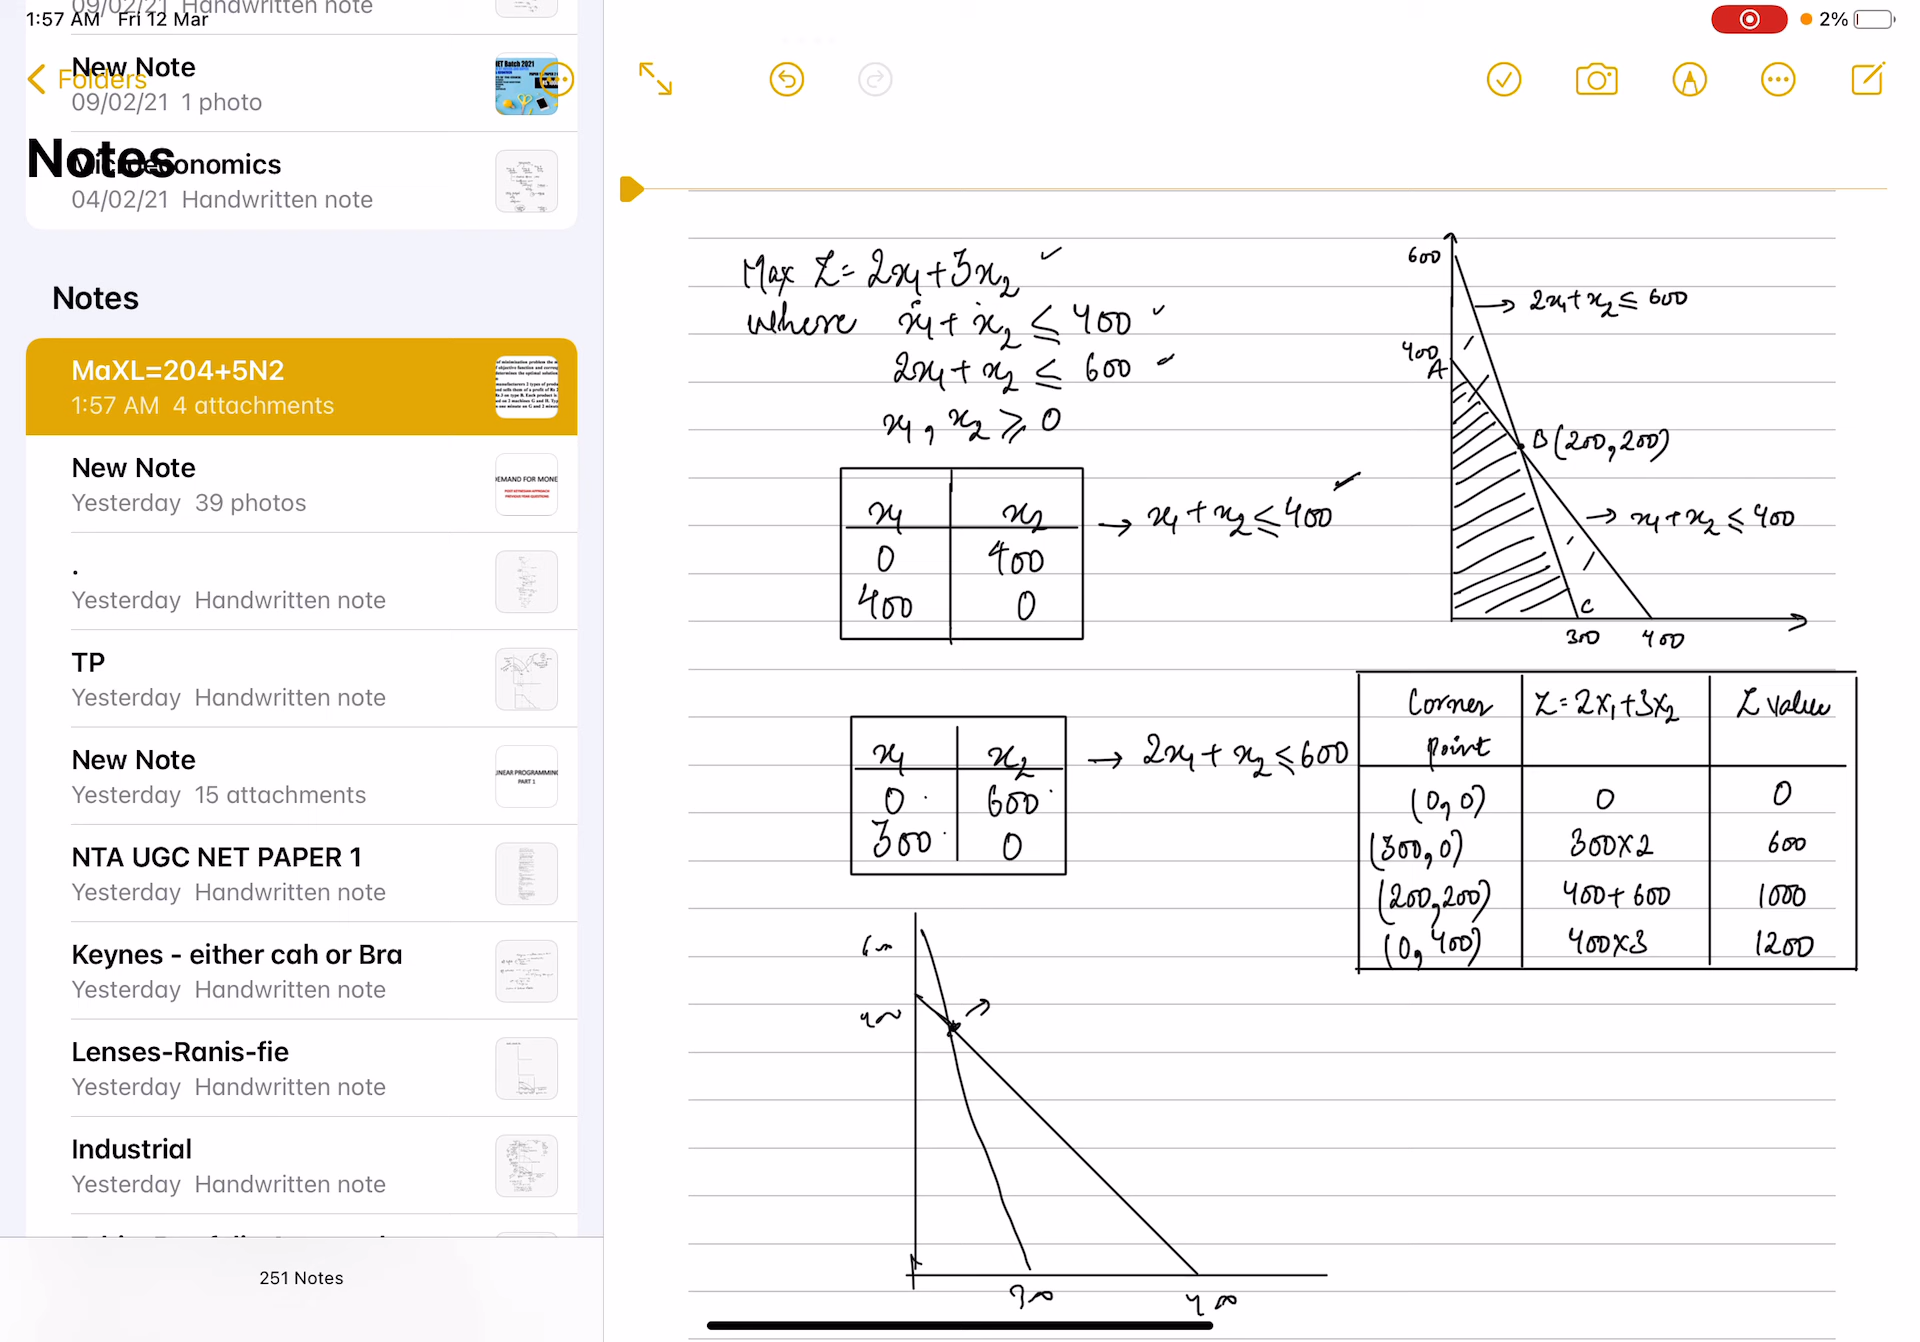 1:57 AM Fri 12 Mar
2%
09/02/21 Handwritten note
New Note
Folders
09/02/21 1 photo
Notes
Microeconomics
04/02/21 Handwritten note
Notes
MaXL=204+5N2
1:57 AM 4 attachments
New Note
Yesterday 39 photos
.
Yesterday Handwritten note
TP
Yesterday Handwritten note
New Note
Yesterday 15 attachments
NTA UGC NET PAPER 1
Yesterday Handwritten note
Keynes - either cah or Bra
Yesterday Handwritten note
Lenses-Ranis-fie
Yesterday Handwritten note
Industrial
Yesterday Handwritten note
251 Notes
Max Z = 2x1 + 3x2
where x1 + x2 ≤ 400
2x1 + x2 ≤ 600
x1, x2 ≥ 0
x1 x2 → x1 + x2 ≤ 400
0 400
400 0
x1 x2 → 2x1 + x2 ≤ 600
0 600
300 0
600
→ 2x1 + x2 ≤ 600
400
A
B (200, 200)
→ x1 + x2 ≤ 400
C
300 400
Corner point Z = 2x1 + 3x2 Z value
(0, 0) 0 0
(300, 0) 300x2 600
(200, 200) 400 + 600 1000
(0, 400) 400x3 1200
600
400
300 400